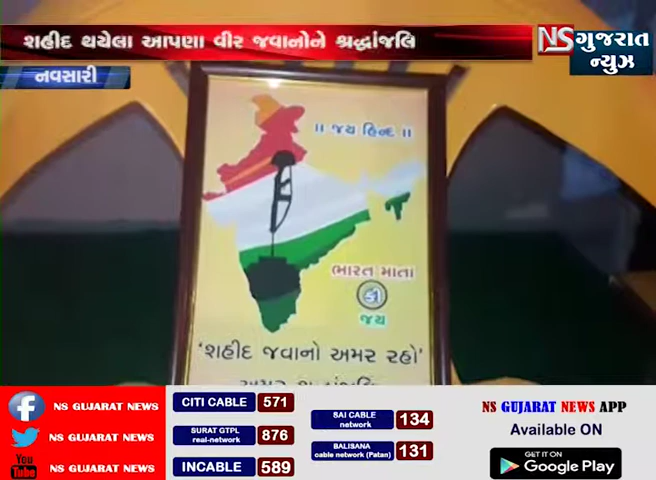 શહીદ થયેલા આપણા વીર જવાનોને શ્રદ્ધાંજલિ
NS ગુજરાત
ન્યુઝ
નવસારી
॥ જય હિન્દ ॥
ભારત માતા
કી
જય
'શહીદ જવાનો અમર રહો'
NS GUJARAT NEWS
NS GUJARAT NEWS
You
Tube
NS GUJARAT NEWS
CITI CABLE 571
SURAT GTPL
real-network 876
INCABLE 589
SAI CABLE
network 134
BALISANA
cable network (Patan) 131
NS GUJARAT NEWS APP
Available ON
GET IT ON
Google Play